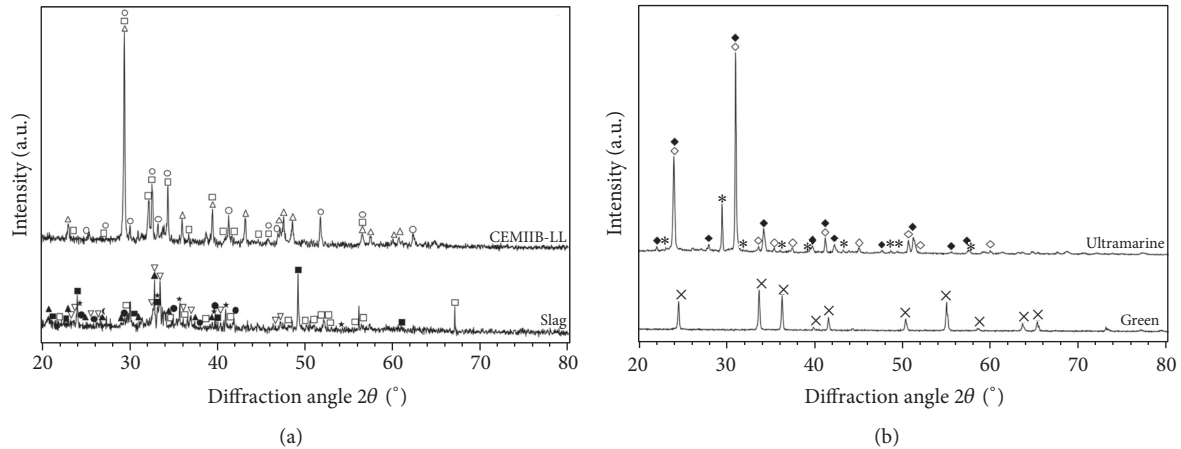 Intensity (a.u.)
CEMIIB-LL
Slag
20 30 40 50 60 70 80
Diffraction angle 2θ (°)
(a)
Intensity (a.u.)
Ultramarine
Green
20 30 40 50 60 70 80
Diffraction angle 2θ (°)
(b)